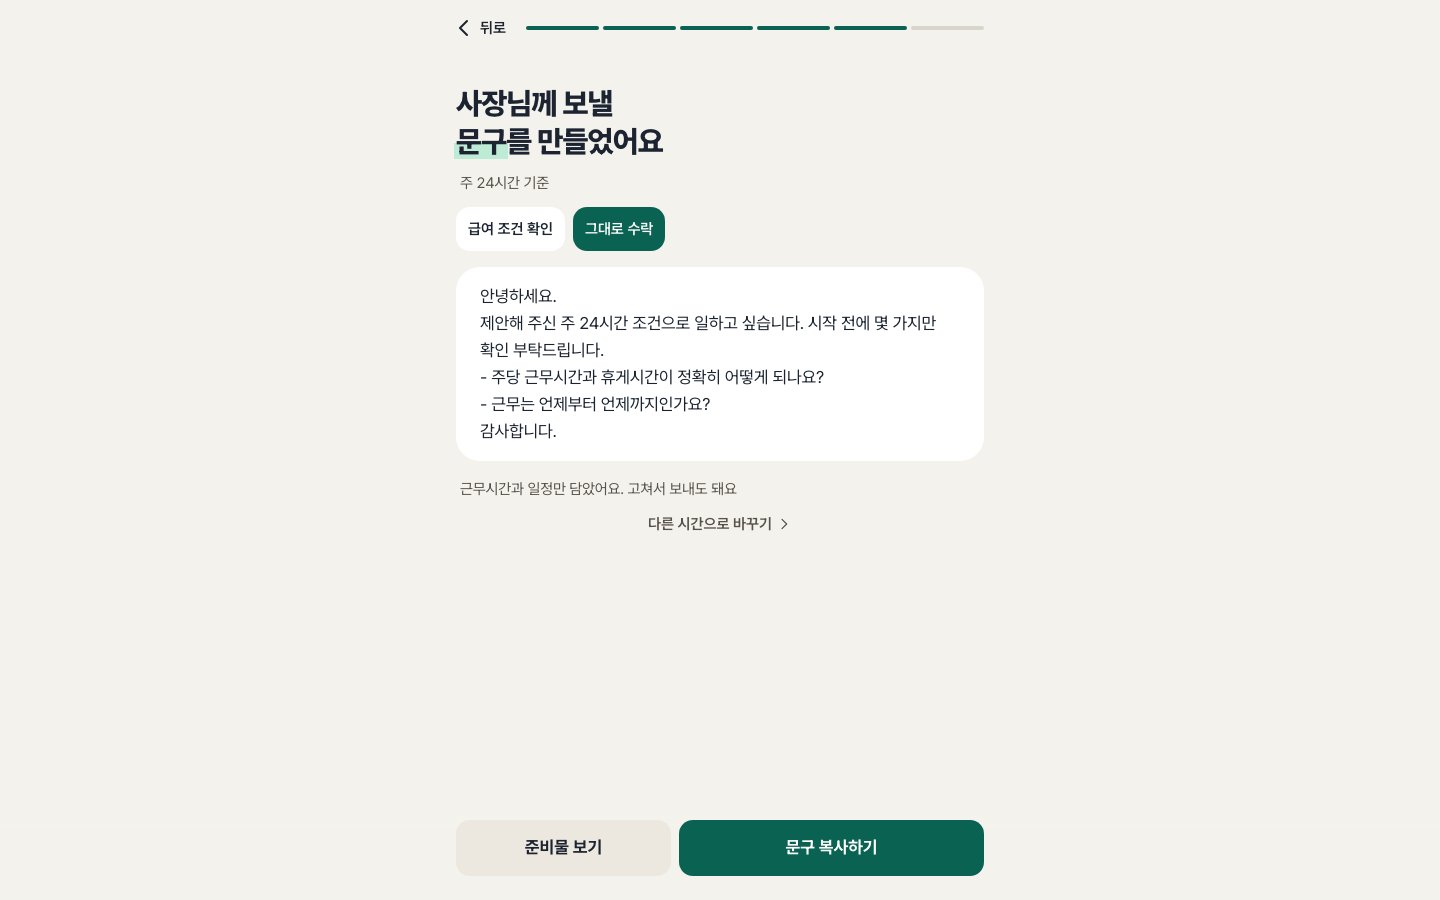 뒤로
사장님께 보낼
문구를 만들었어요
주 24시간 기준
급여 조건 확인
그대로 수락
안녕하세요.
제안해 주신 주 24시간 조건으로 일하고 싶습니다. 시작 전에 몇 가지만
확인 부탁드립니다.
- 주당 근무시간과 휴게시간이 정확히 어떻게 되나요?
- 근무는 언제부터 언제까지인가요?
감사합니다.
근무시간과 일정만 담았어요. 고쳐서 보내도 돼요
다른 시간으로 바꾸기
준비물 보기
문구 복사하기